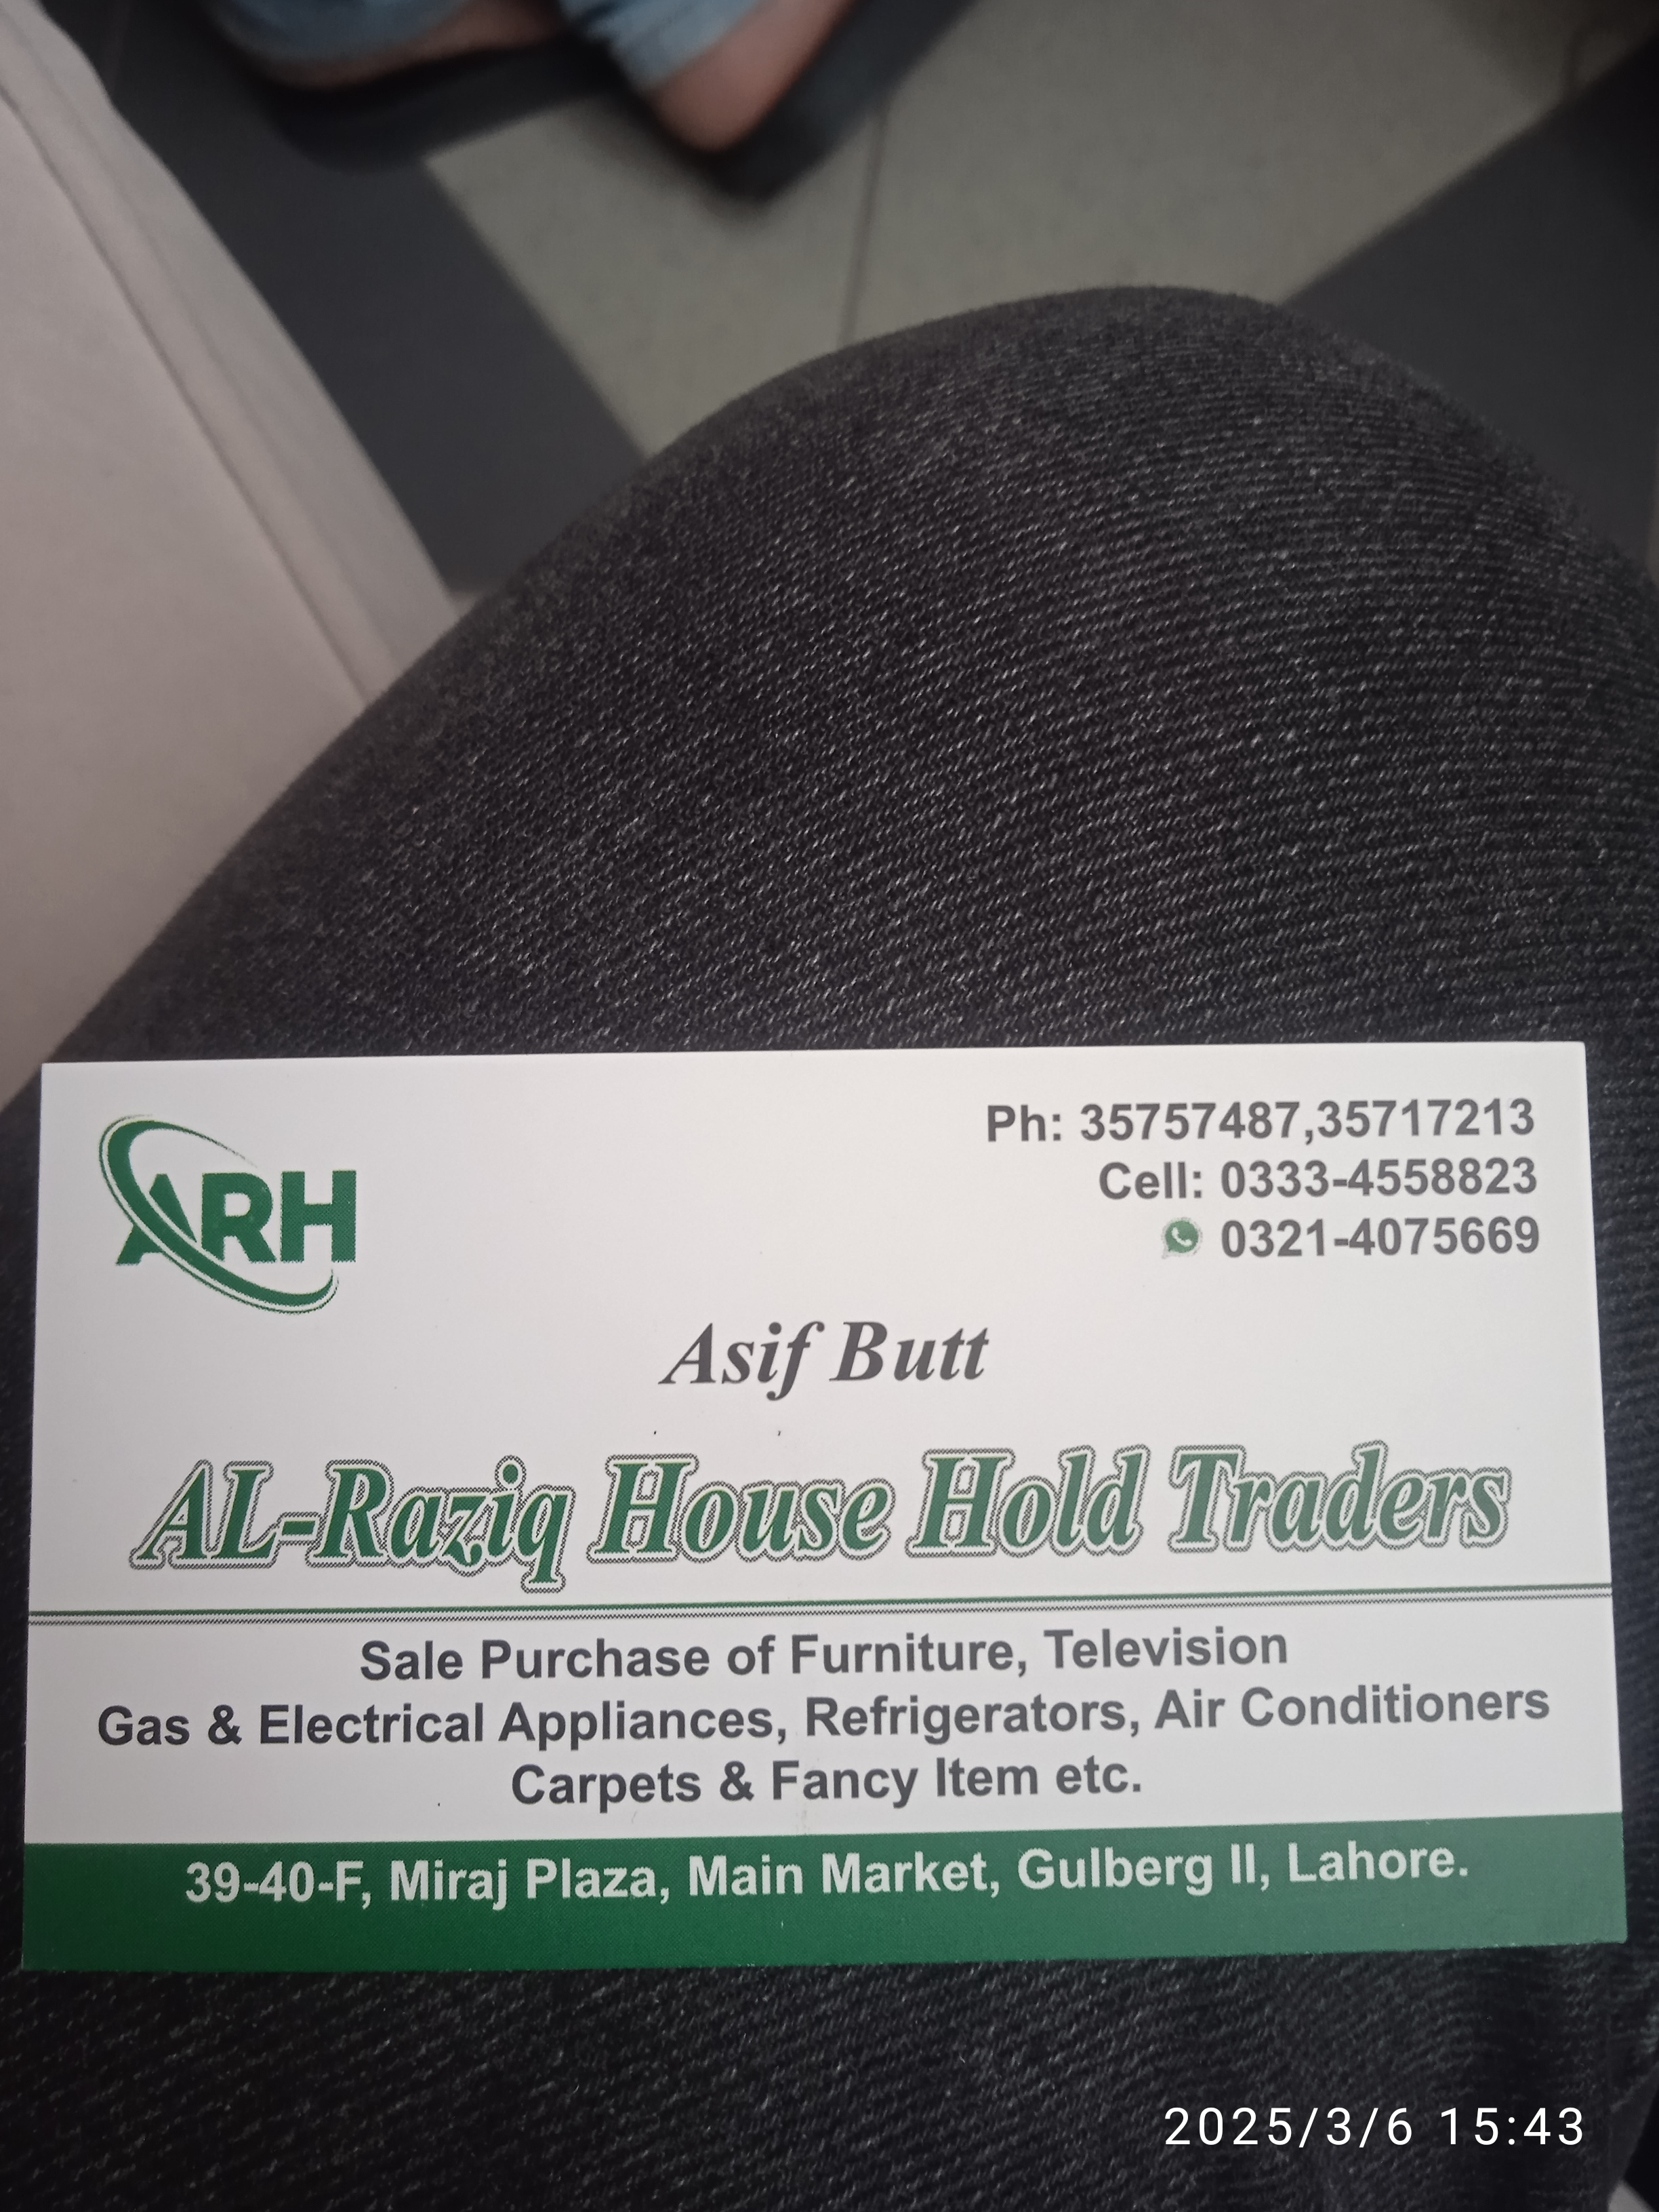 ARH
Ph: 35757487,35717213
Cell: 0333-4558823
0321-4075669
Asif Butt
AL-Raziq House Hold Traders
Sale Purchase of Furniture, Television
Gas & Electrical Appliances, Refrigerators, Air Conditioners
Carpets & Fancy Item etc.
39-40-F, Miraj Plaza, Main Market, Gulberg II, Lahore.
2025/3/6 15:43